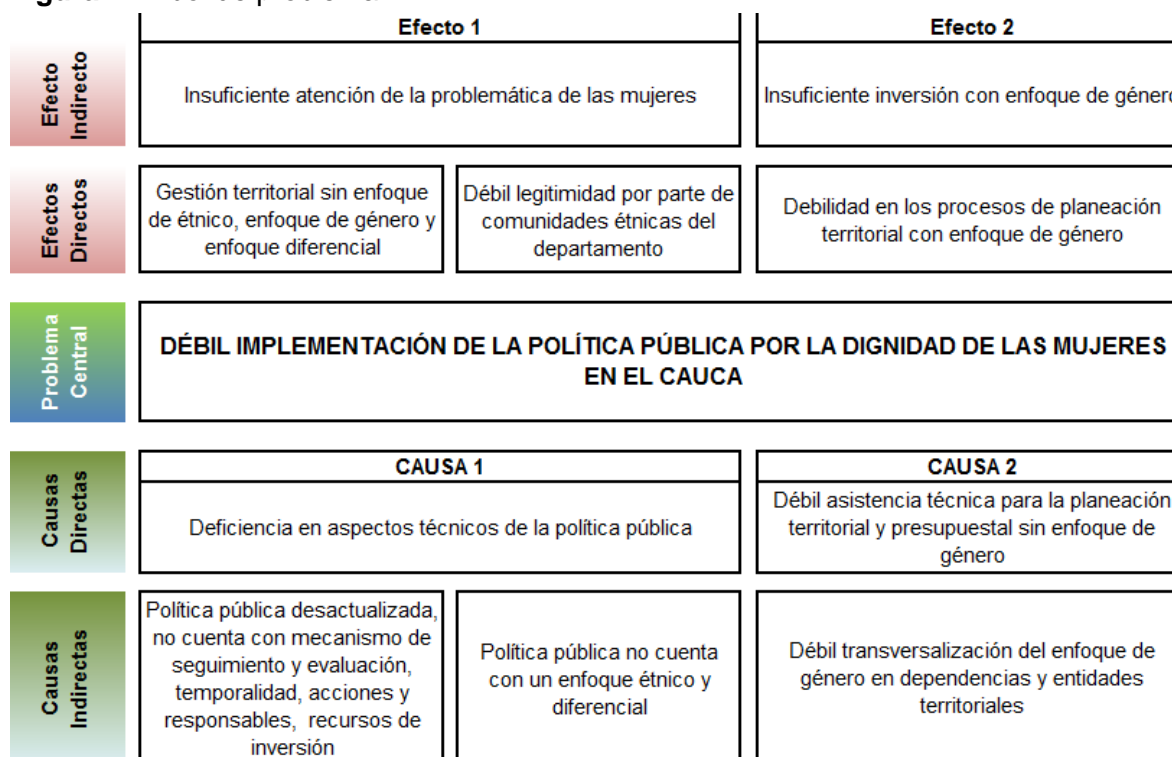 Efecto 1
Efecto 2
Efecto
Indirecto
Insuficiente atención de la problemática de las mujeres
Insuficiente inversión con enfoque de género
Efectos
Directos
Gestión territorial sin enfoque
de étnico, enfoque de género y
enfoque diferencial
Débil legitimidad por parte de
comunidades étnicas del
departamento
Debilidad en los procesos de planeación
territorial con enfoque de género
Problema
Central
DÉBIL IMPLEMENTACIÓN DE LA POLÍTICA PÚBLICA POR LA DIGNIDAD DE LAS MUJERES
EN EL CAUCA
Causas
Directas
CAUSA 1
Deficiencia en aspectos técnicos de la política pública
CAUSA 2
Débil asistencia técnica para la planeación
territorial y presupuestal sin enfoque de
género
Causas
Indirectas
Política pública desactualizada,
no cuenta con mecanismo de
seguimiento y evaluación,
temporalidad, acciones y
responsables, recursos de
inversión
Política pública no cuenta
con un enfoque étnico y
diferencial
Débil transversalización del enfoque de
género en dependencias y entidades
territoriales